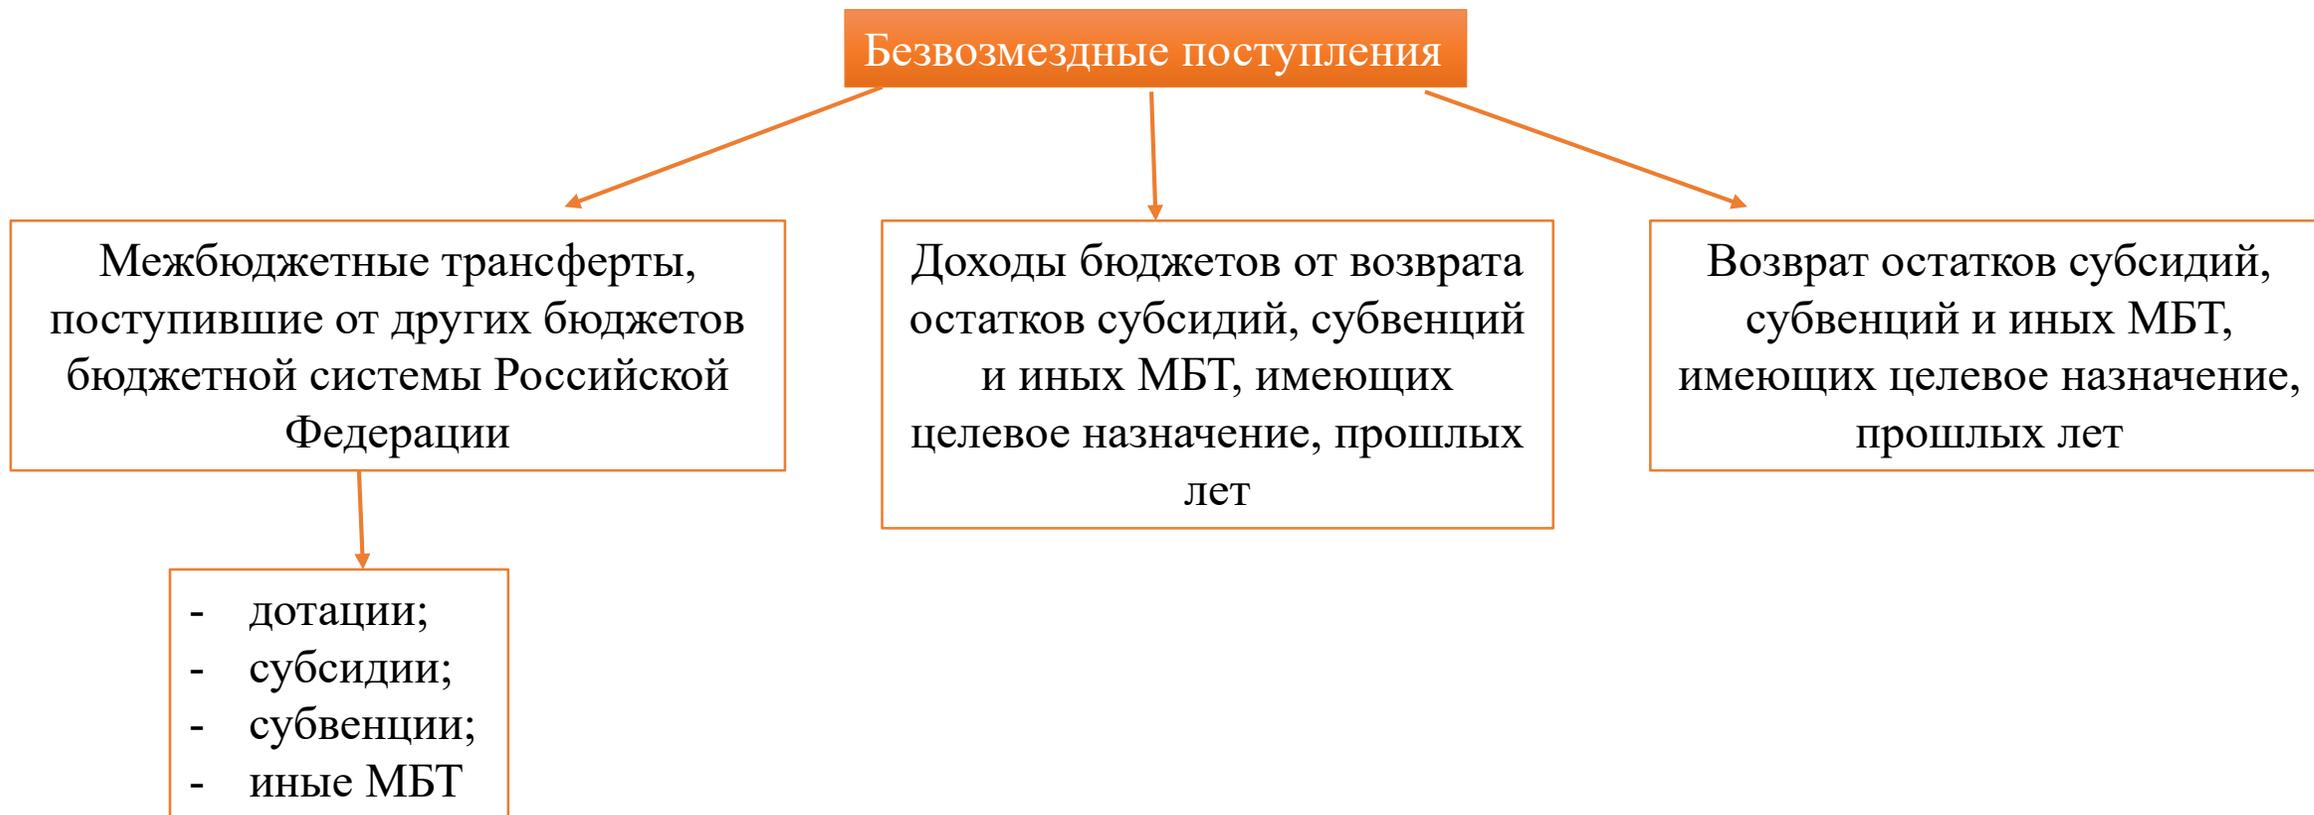 Безвозмездные поступления
Межбюджетные трансферты,
поступившие от других бюджетов
бюджетной системы Российской
Федерации
Доходы бюджетов от возврата
остатков субсидий, субвенций
и иных МБТ, имеющих
целевое назначение, прошлых
лет
Возврат остатков субсидий,
субвенций и иных МБТ,
имеющих целевое назначение,
прошлых лет
- дотации;
- субсидии;
- субвенции;
- иные МБТ